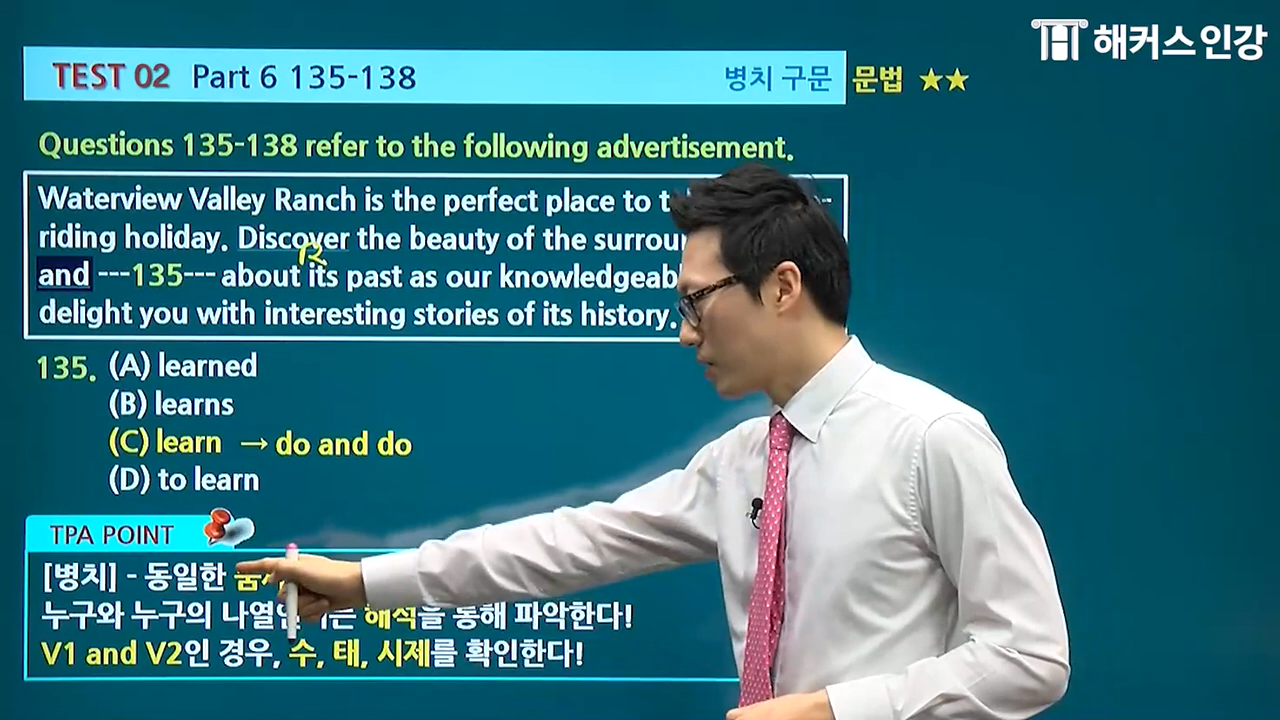 해커스인강
TEST 02 Part 6 135-138 병치 구문 문법 ★★
Questions 135-138 refer to the following advertisement.
Waterview Valley Ranch is the perfect place to
riding holiday. Discover the beauty of the
and ---135--- about its past as our
delight you with interesting stories of its history.
135. (A) learned
(B) learns
(C) learn → do and do
(D) to learn
TPA POINT
[병치] - 동일한
누구와 누구의 해석을 통해 파악한다!
V1 and V2인 경우, 수, 태, 시제를 확인한다!